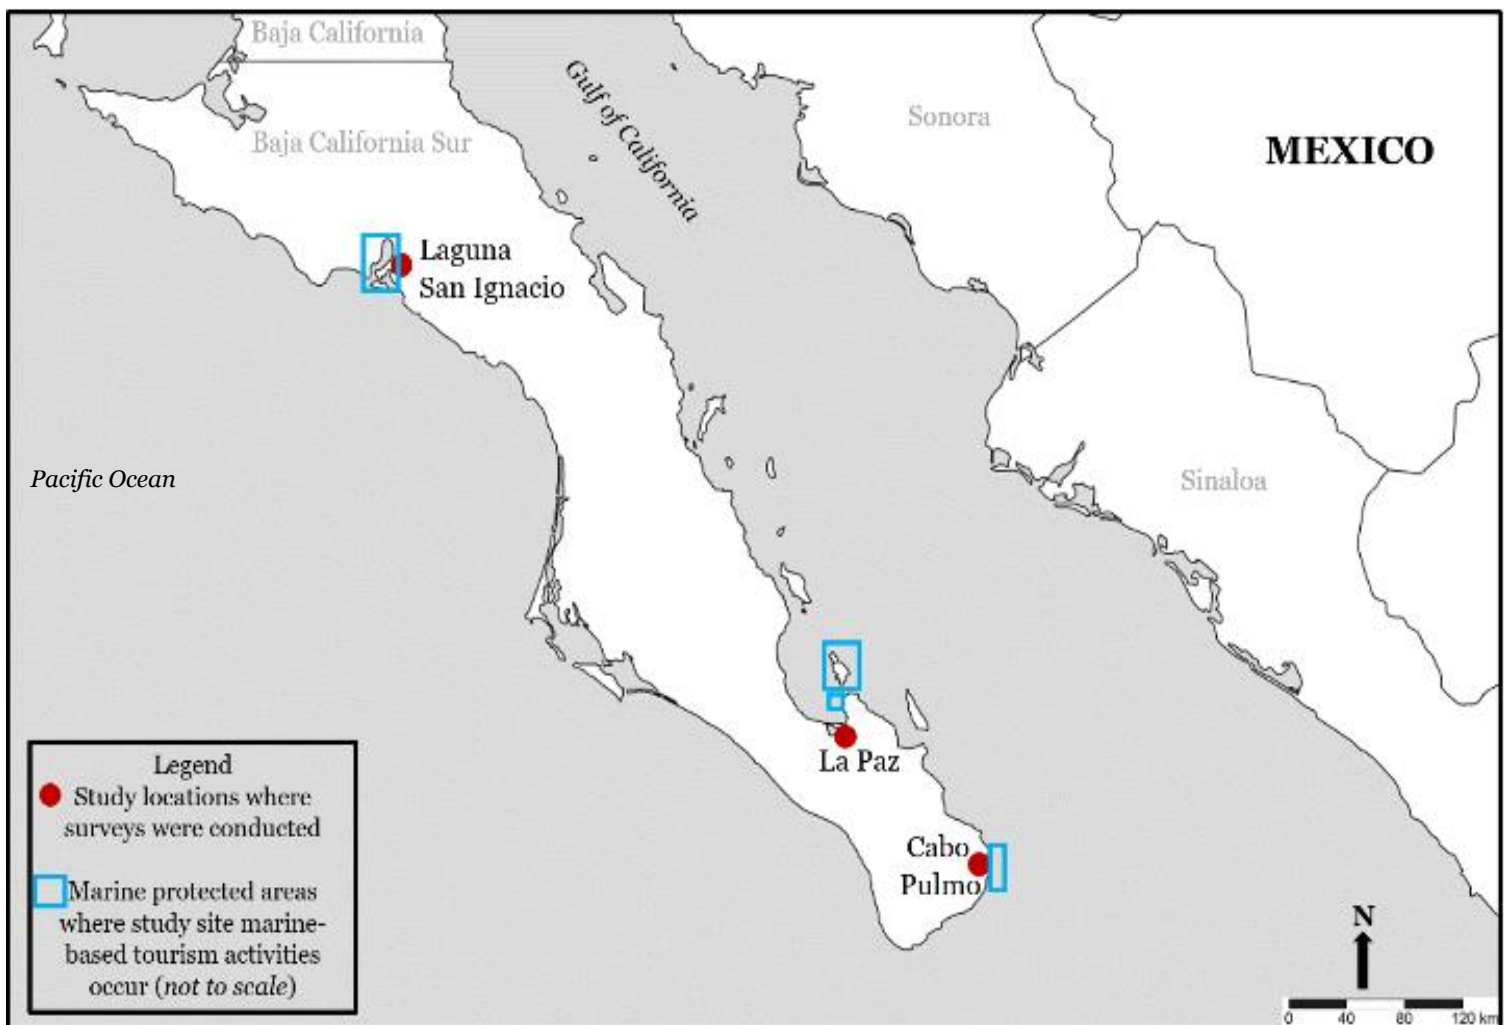 Baja California
Gulf of California
Sonora
MEXICO
Baja California Sur
Laguna
San Ignacio
Pacific Ocean
Sinaloa
La Paz
Cabo
Pulmo
Legend
Study locations where
surveys were conducted
Marine protected areas
where study site marine-
based tourism activities
occur (not to scale)
N
0 40 80 120 km